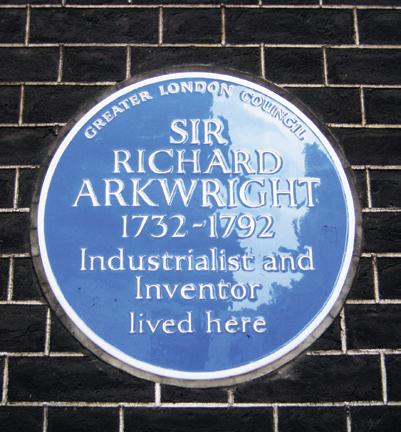 GREATER LONDON COUNCIL
SIR
RICHARD
ARKWRIGHT
1732-1792
Industrialist and
Inventor
lived here